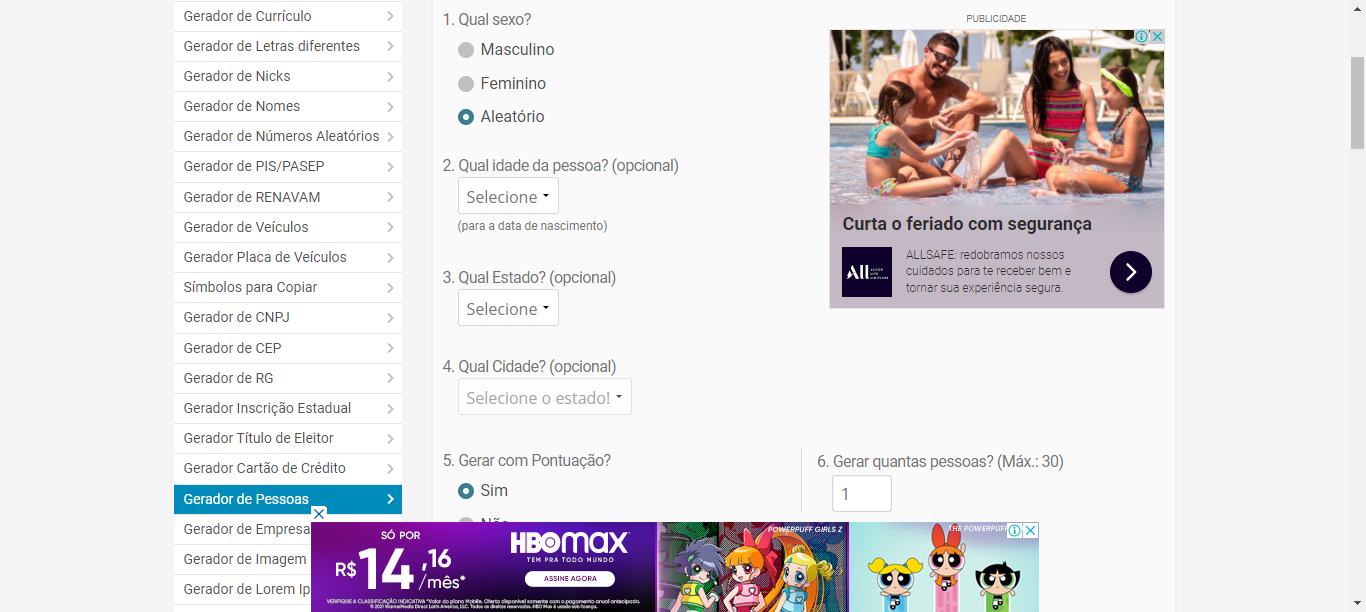 Gerador de Currículo
Gerador de Letras diferentes
Gerador de Nicks
Gerador de Nomes
Gerador de Números Aleatórios
Gerador de PIS/PASEP
Gerador de RENAVAM
Gerador de Veículos
Gerador Placa de Veículos
Símbolos para Copiar
Gerador de CNPJ
Gerador de CEP
Gerador de RG
Gerador Inscrição Estadual
Gerador Título de Eleitor
Gerador Cartão de Crédito
Gerador de Pessoas
Gerador de Empresa
Gerador de Imagem
Gerador de Lorem Ip
1. Qual sexo?
Masculino
Feminino
Aleatório
2. Qual idade da pessoa? (opcional)
Selecione
(para a data de nascimento)
3. Qual Estado? (opcional)
Selecione
4. Qual Cidade? (opcional)
Selecione o estado!
5. Gerar com Pontuação?
Sim
6. Gerar quantas pessoas? (Máx.: 30)
1
PUBLICIDADE
Curta o feriado com segurança
ALL
ACCOR
LIVE
LIMITLESS
ALLSAFE: redobramos nossos
cuidados para te receber bem e
tornar sua experiência segura.
SÓ POR
R$ 14,16
/mês*
HBOMAX
TEM PRA TODO MUNDO
ASSINE AGORA
VERIFIQUE A CLASSIFICAÇÃO INDICATIVA *Valor do plano Mobile. Oferta disponível somente com o pagamento anual antecipado.
© 2021 WarnerMedia Direct Latin America, LLC. Todos os direitos reservados. HBO Max é usado sob licença.
POWERPUFF GIRLS Z
THE POWERPUFF